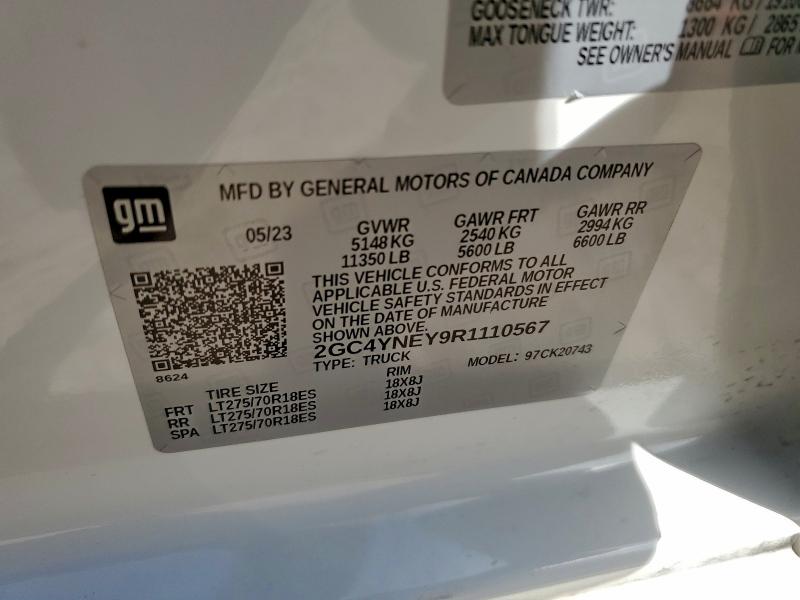 GOOSENECK TWR:
MAX TONGUE WEIGHT: 1300 KG/ 2865
SEE OWNER'S MANUAL FOR
gm
MFD BY GENERAL MOTORS OF CANADA COMPANY
05/23 GVWR GAWR FRT GAWR RR
5148 KG 2540 KG 2994 KG
11350 LB 5600 LB 6600 LB
THIS VEHICLE CONFORMS TO ALL
APPLICABLE U.S. FEDERAL MOTOR
VEHICLE SAFETY STANDARDS IN EFFECT
ON THE DATE OF MANUFACTURE
SHOWN ABOVE.
2GC4YNEY9R1110567
TYPE: TRUCK MODEL: 97CK20743
8624
TIRE SIZE RIM
FRT LT275/70R18ES 18X8J
RR LT275/70R18ES 18X8J
SPA LT275/70R18ES 18X8J